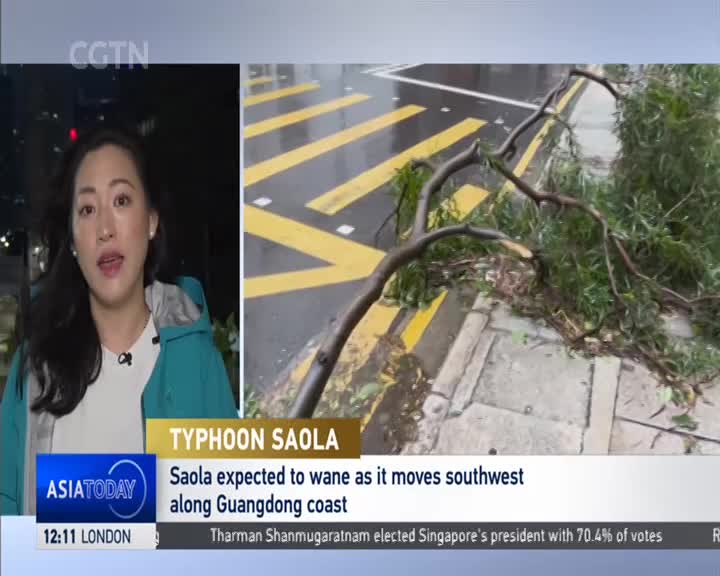 CGTN
TYPHOON SAOLA
Saola expected to wane as it moves southwest
along Guangdong coast
ASIA TODAY
12:11 LONDON
Tharman Shanmugaratnam elected Singapore's president with 70.4% of votes